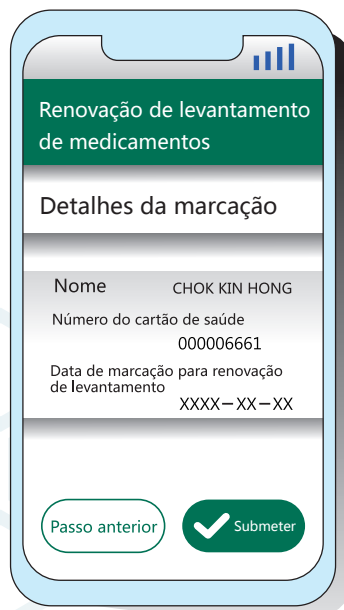 Renovação de levantamento
de medicamentos
Detalhes da marcação
Nome CHOK KIN HONG
Número do cartão de saúde
000006661
Data de marcação para renovação
de levantamento
XXXX-XX-XX
Passo anterior Submeter